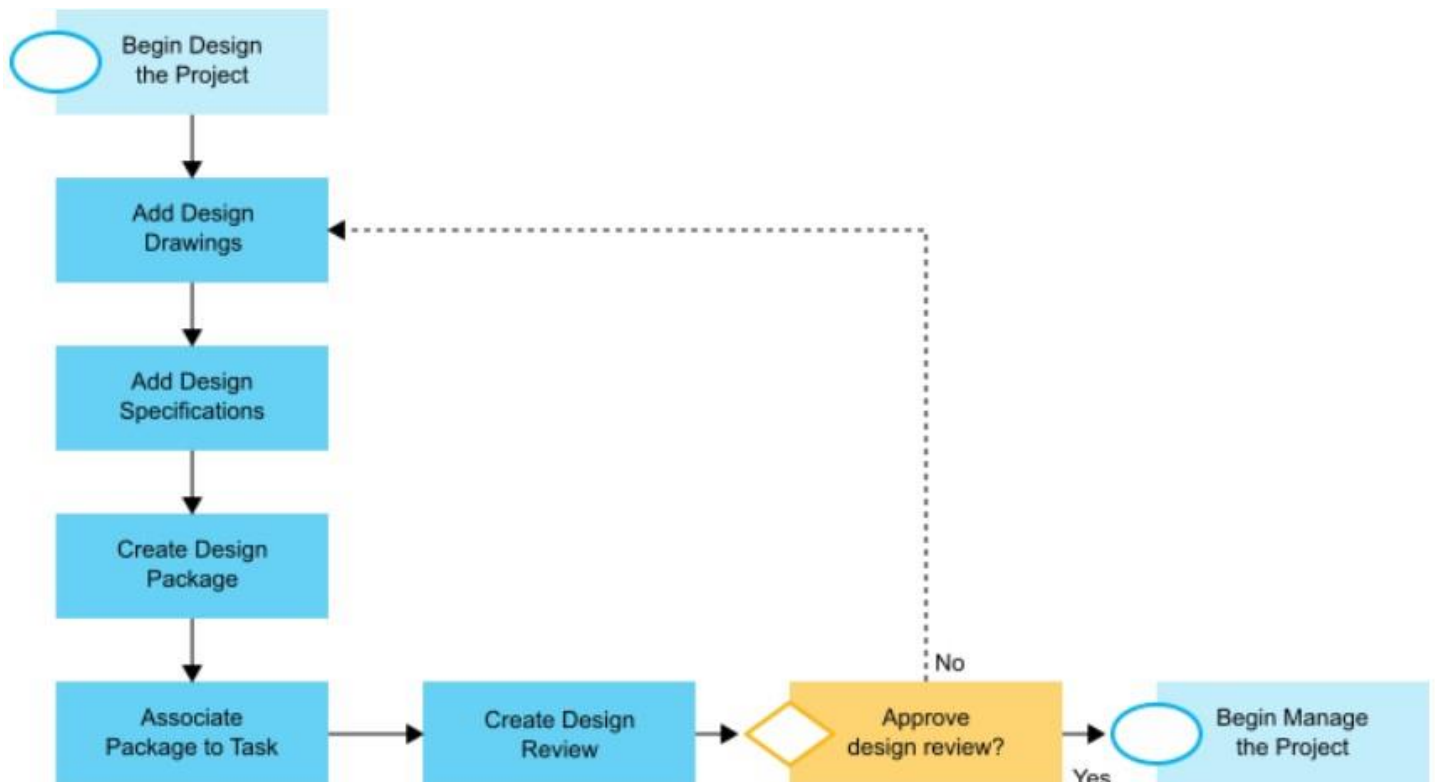 Begin Design
the Project
Add Design
Drawings
Add Design
Specifications
Create Design
Package
Associate
Package to Task
Create Design
Review
No
Approve
design review?
Yes
Begin Manage
the Project